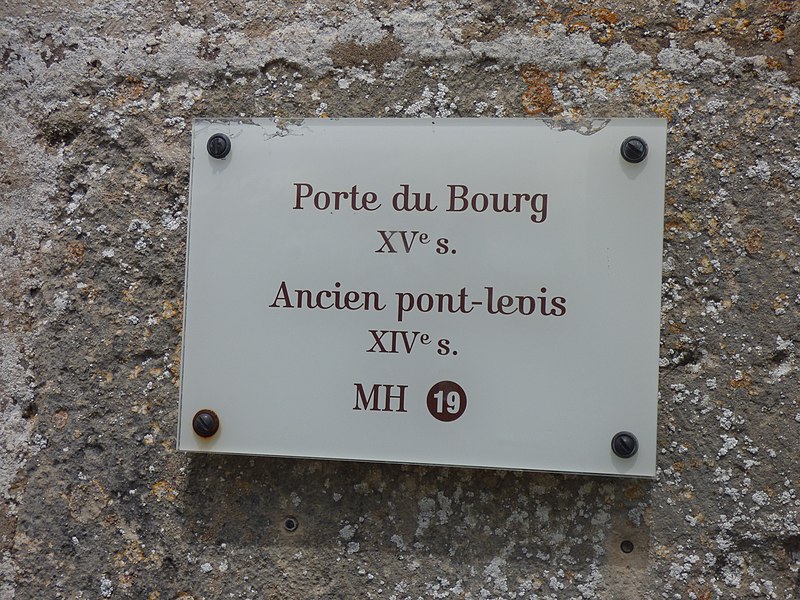 Porte du Bourg
XVᵉ s.
Ancien pont-levis
XIVᵉ s.
MH 19